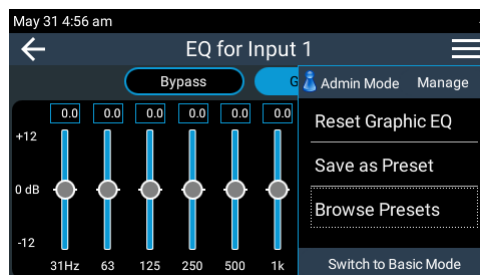 May 31 4:56 am
EQ for Input 1
Bypass
G
Admin Mode Manage
0.0 0.0 0.0 0.0 0.0 0.0
Reset Graphic EQ
+12
Save as Preset
0 dB
Browse Presets
-12
31Hz 63 125 250 500 1k
Switch to Basic Mode